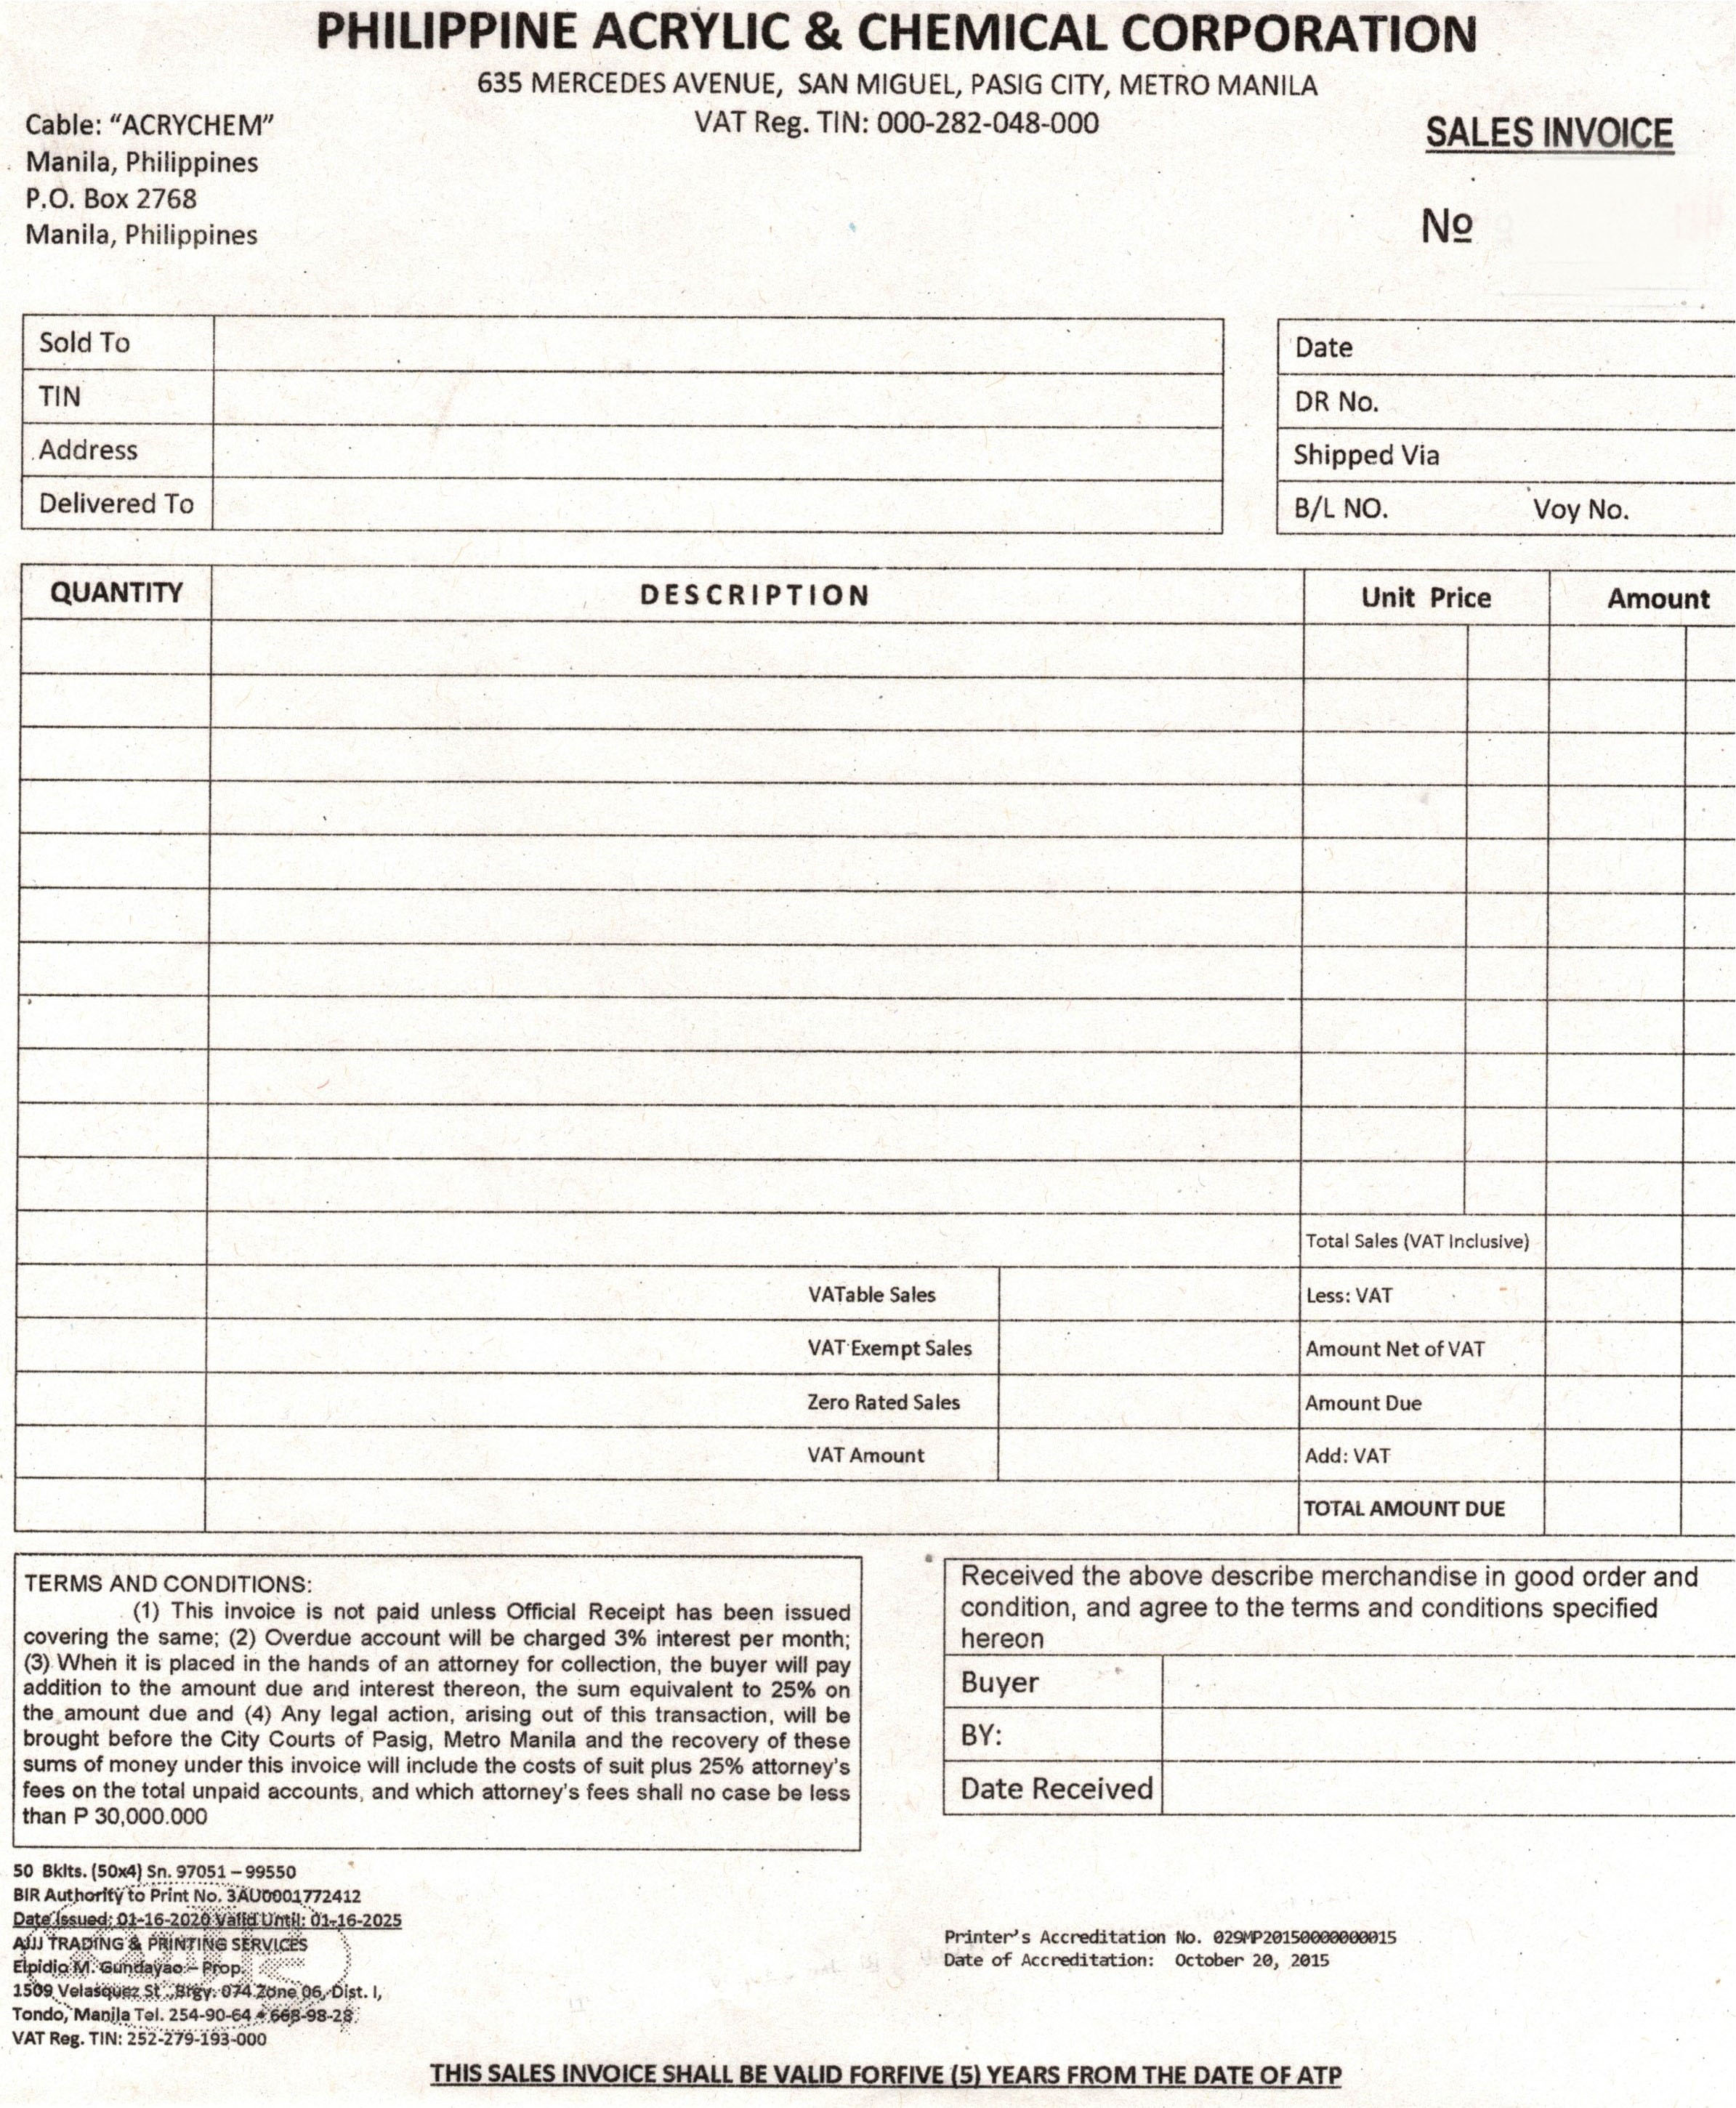 PHILIPPINE ACRYLIC & CHEMICAL CORPORATION
635 MERCEDES AVENUE, SAN MIGUEL, PASIG CITY, METRO MANILA
VAT Reg. TIN: 000-282-048-000
Cable: "ACRYCHEM"
Manila, Philippines
P.O. Box 2768
Manila, Philippines
SALES INVOICE
Nº
Sold To
TIN
Address
Delivered To
Date
DR No.
Shipped Via
B/L NO. Voy No.
QUANTITY DESCRIPTION Unit Price Amount
Total Sales (VAT Inclusive)
VATable Sales Less: VAT
VAT Exempt Sales Amount Net of VAT
Zero Rated Sales Amount Due
VAT Amount Add: VAT
TOTAL AMOUNT DUE
TERMS AND CONDITIONS:
(1) This invoice is not paid unless Official Receipt has been issued
covering the same; (2) Overdue account will be charged 3% interest per month;
(3) When it is placed in the hands of an attorney for collection, the buyer will pay
addition to the amount due and interest thereon, the sum equivalent to 25% on
the amount due and (4) Any legal action, arising out of this transaction, will be
brought before the City Courts of Pasig, Metro Manila and the recovery of these
sums of money under this invoice will include the costs of suit plus 25% attorney's
fees on the total unpaid accounts, and which attorney's fees shall no case be less
than P 30,000.000
Received the above describe merchandise in good order and
condition, and agree to the terms and conditions specified
hereon
Buyer
BY:
Date Received
50 Bklts. (50x4) Sn. 97051 – 99550
BIR Authority to Print No. 3AU0001772412
Date Issued: 01-16-2020 Valid Until: 01-16-2025
AJJ TRADING & PRINTING SERVICES
Elpidio M. Gundayao – Prop.
1509 Velasquez St., Brgy. 074 Zone 06, Dist. I,
Tondo, Manila Tel. 254-90-64 • 668-98-28
VAT Reg. TIN: 252-279-193-000
Printer's Accreditation No. 029MP20150000000015
Date of Accreditation: October 20, 2015
THIS SALES INVOICE SHALL BE VALID FORFIVE (5) YEARS FROM THE DATE OF ATP